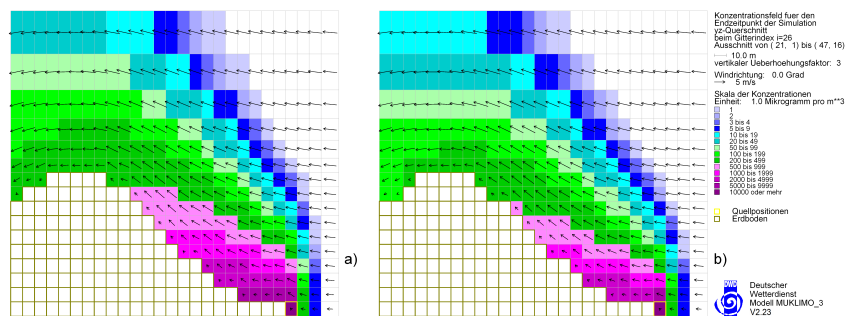 a)
b)
Konzentrationsfeld fuer den
Endzeitpunkt der Simulation
yz-Querschnitt
beim Gitterindex i=26
Ausschnitt von ( 21, 1) bis ( 47, 16)
10.0 m
vertikaler Ueberhoehungsfaktor: 3
Windrichtung: 0.0 Grad
5 m/s
Skala der Konzentrationen
Einheit: 1.0 Mikrogramm pro m**3
1
2
3 bis 4
5 bis 9
10 bis 19
20 bis 49
50 bis 99
100 bis 199
200 bis 499
500 bis 999
1000 bis 1999
2000 bis 4999
5000 bis 9999
10000 oder mehr
Quellpositionen
Erdboden
DWD
Deutscher
Wetterdienst
Modell MUKLIMO_3
V2.23